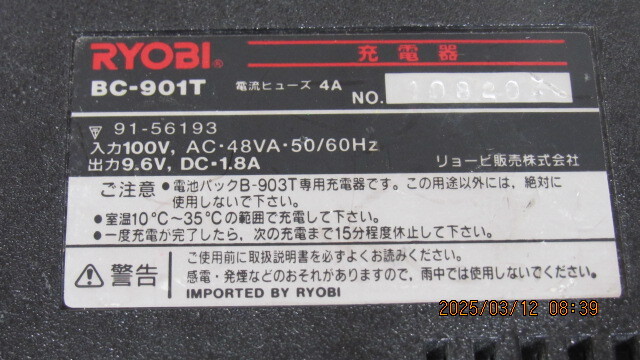 RYOBI® 充電器
BC-901T 電流ヒューズ 4A NO.
91-56193
入力100V, AC・48VA・50/60Hz
出力9.6V, DC・1.8A リョービ販売株式会社
ご注意 ●電池パックB-903T専用充電器です。この用途以外には、絶対に
使用しないで下さい。
●室温10℃〜35℃の範囲で充電して下さい。
●一度充電が完了したら、次の充電まで15分程度休止して下さい。
警告 ご使用前に取扱説明書を必ずよくお読みください。
感電・発煙などのおそれがありますので、雨中では使用しないでください。
IMPORTED BY RYOBI
2025/03/12 08:39